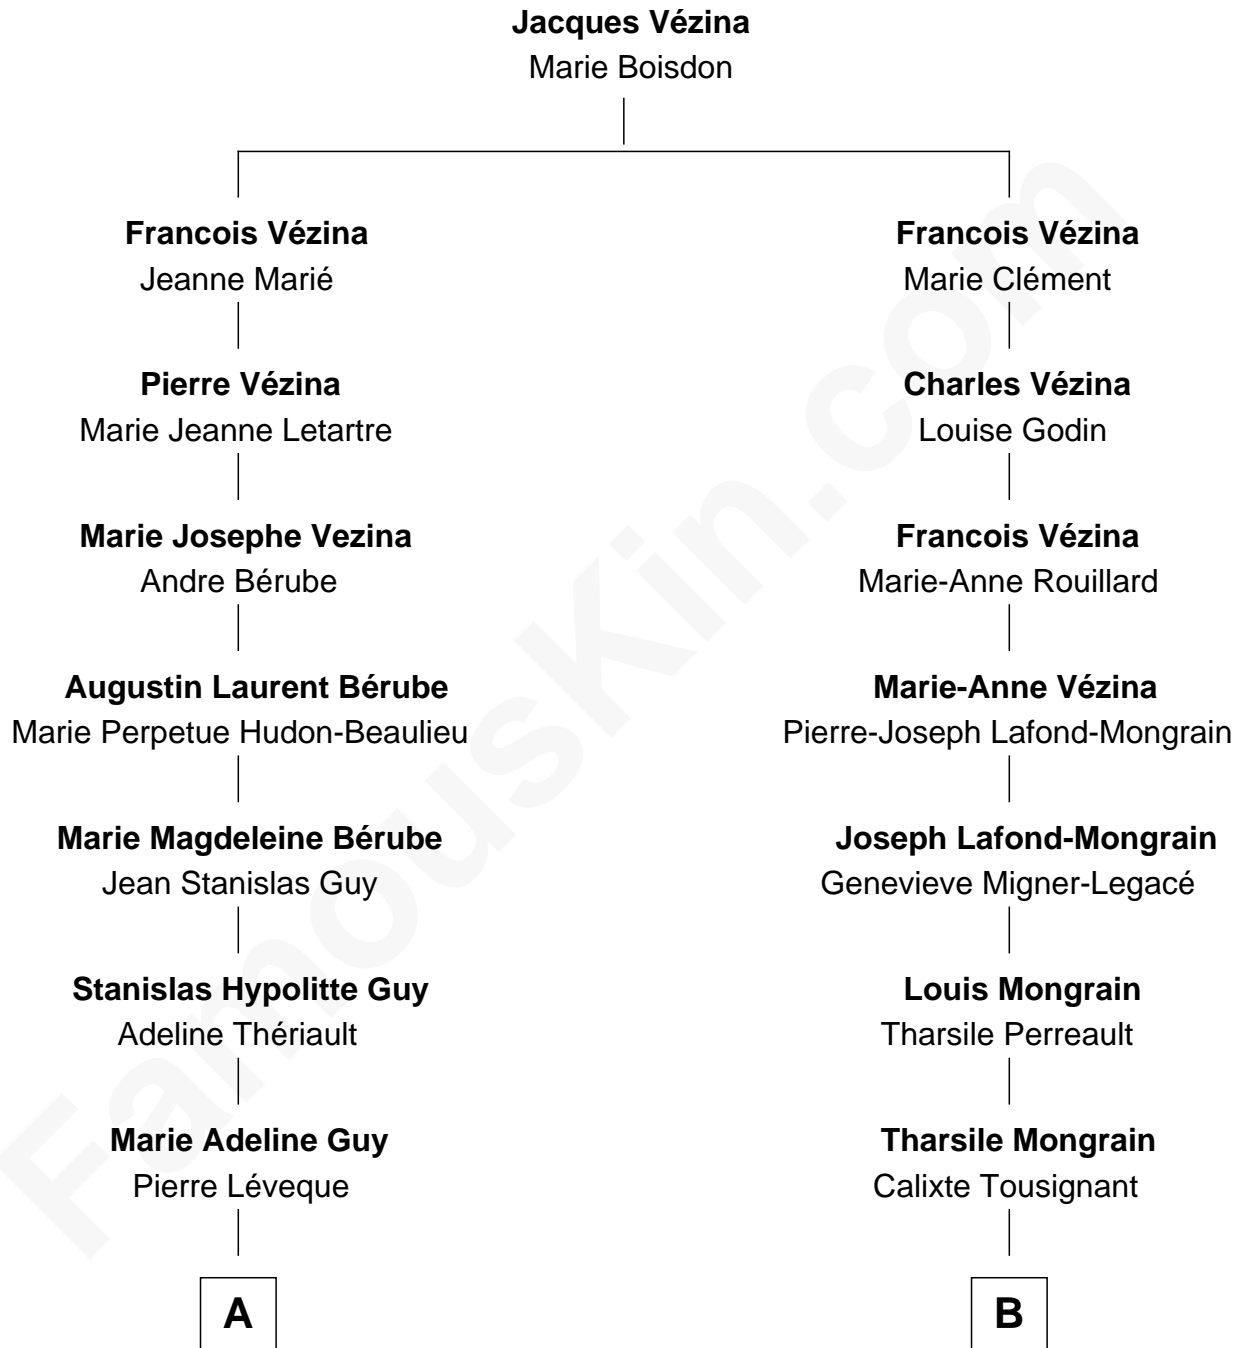 Jacques Vézina
Marie Boisdon
Francois Vézina
Jeanne Marié
Pierre Vézina
Marie Jeanne Letartre
Marie Josephe Vezina
Andre Bérube
Augustin Laurent Bérube
Marie Perpetue Hudon-Beaulieu
Marie Magdeleine Bérube
Jean Stanislas Guy
Stanislas Hypolitte Guy
Adeline Thériault
Marie Adeline Guy
Pierre Léveque
A
Francois Vézina
Marie Clément
Charles Vézina
Louise Godin
Francois Vézina
Marie-Anne Rouillard
Marie-Anne Vézina
Pierre-Joseph Lafond-Mongrain
Joseph Lafond-Mongrain
Genevieve Migner-Legacé
Louis Mongrain
Tharsile Perreault
Tharsile Mongrain
Calixte Tousignant
B
FamousKin.com